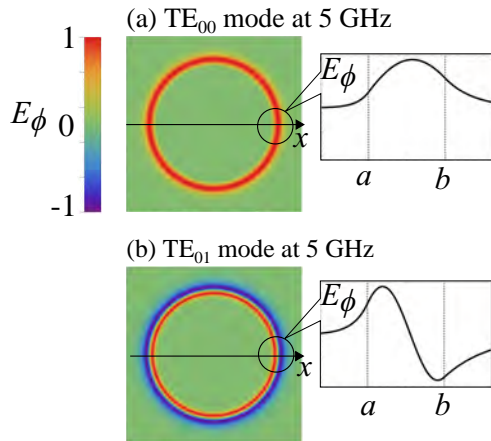 (a) TE₀₀ mode at 5 GHz
1
Eϕ
0
-1
Eϕ
x
a
b
(b) TE₀₁ mode at 5 GHz
Eϕ
x
a
b